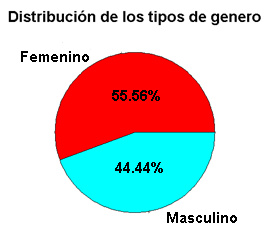 Distribución de los tipos de genero
Femenino
55.56%
44.44%
Masculino